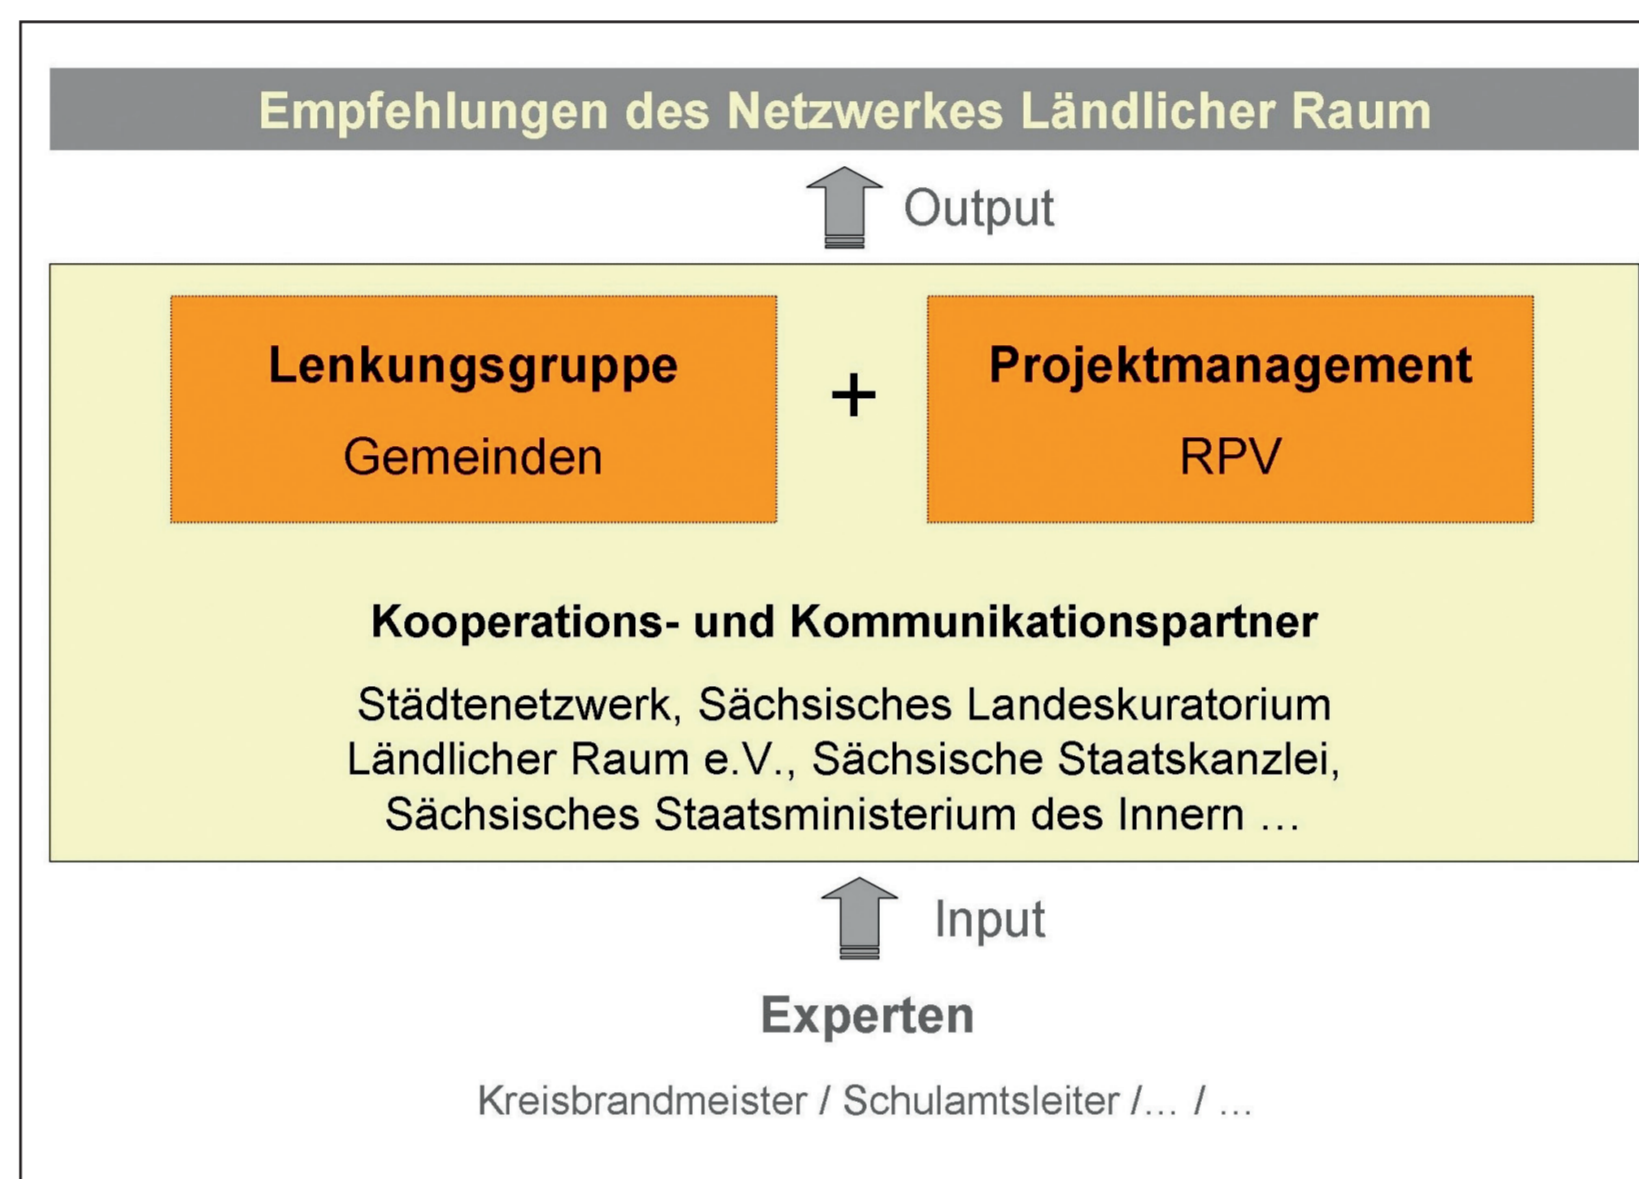 Empfehlungen des Netzwerkes Ländlicher Raum
Output
Lenkungsgruppe
Gemeinden
+
Projektmanagement
RPV
Kooperations- und Kommunikationspartner
Städtenetzwerk, Sächsisches Landeskuratorium
Ländlicher Raum e.V., Sächsische Staatskanzlei,
Sächsisches Staatsministerium des Innern ...
Input
Experten
Kreisbrandmeister / Schulamtsleiter /... / ...